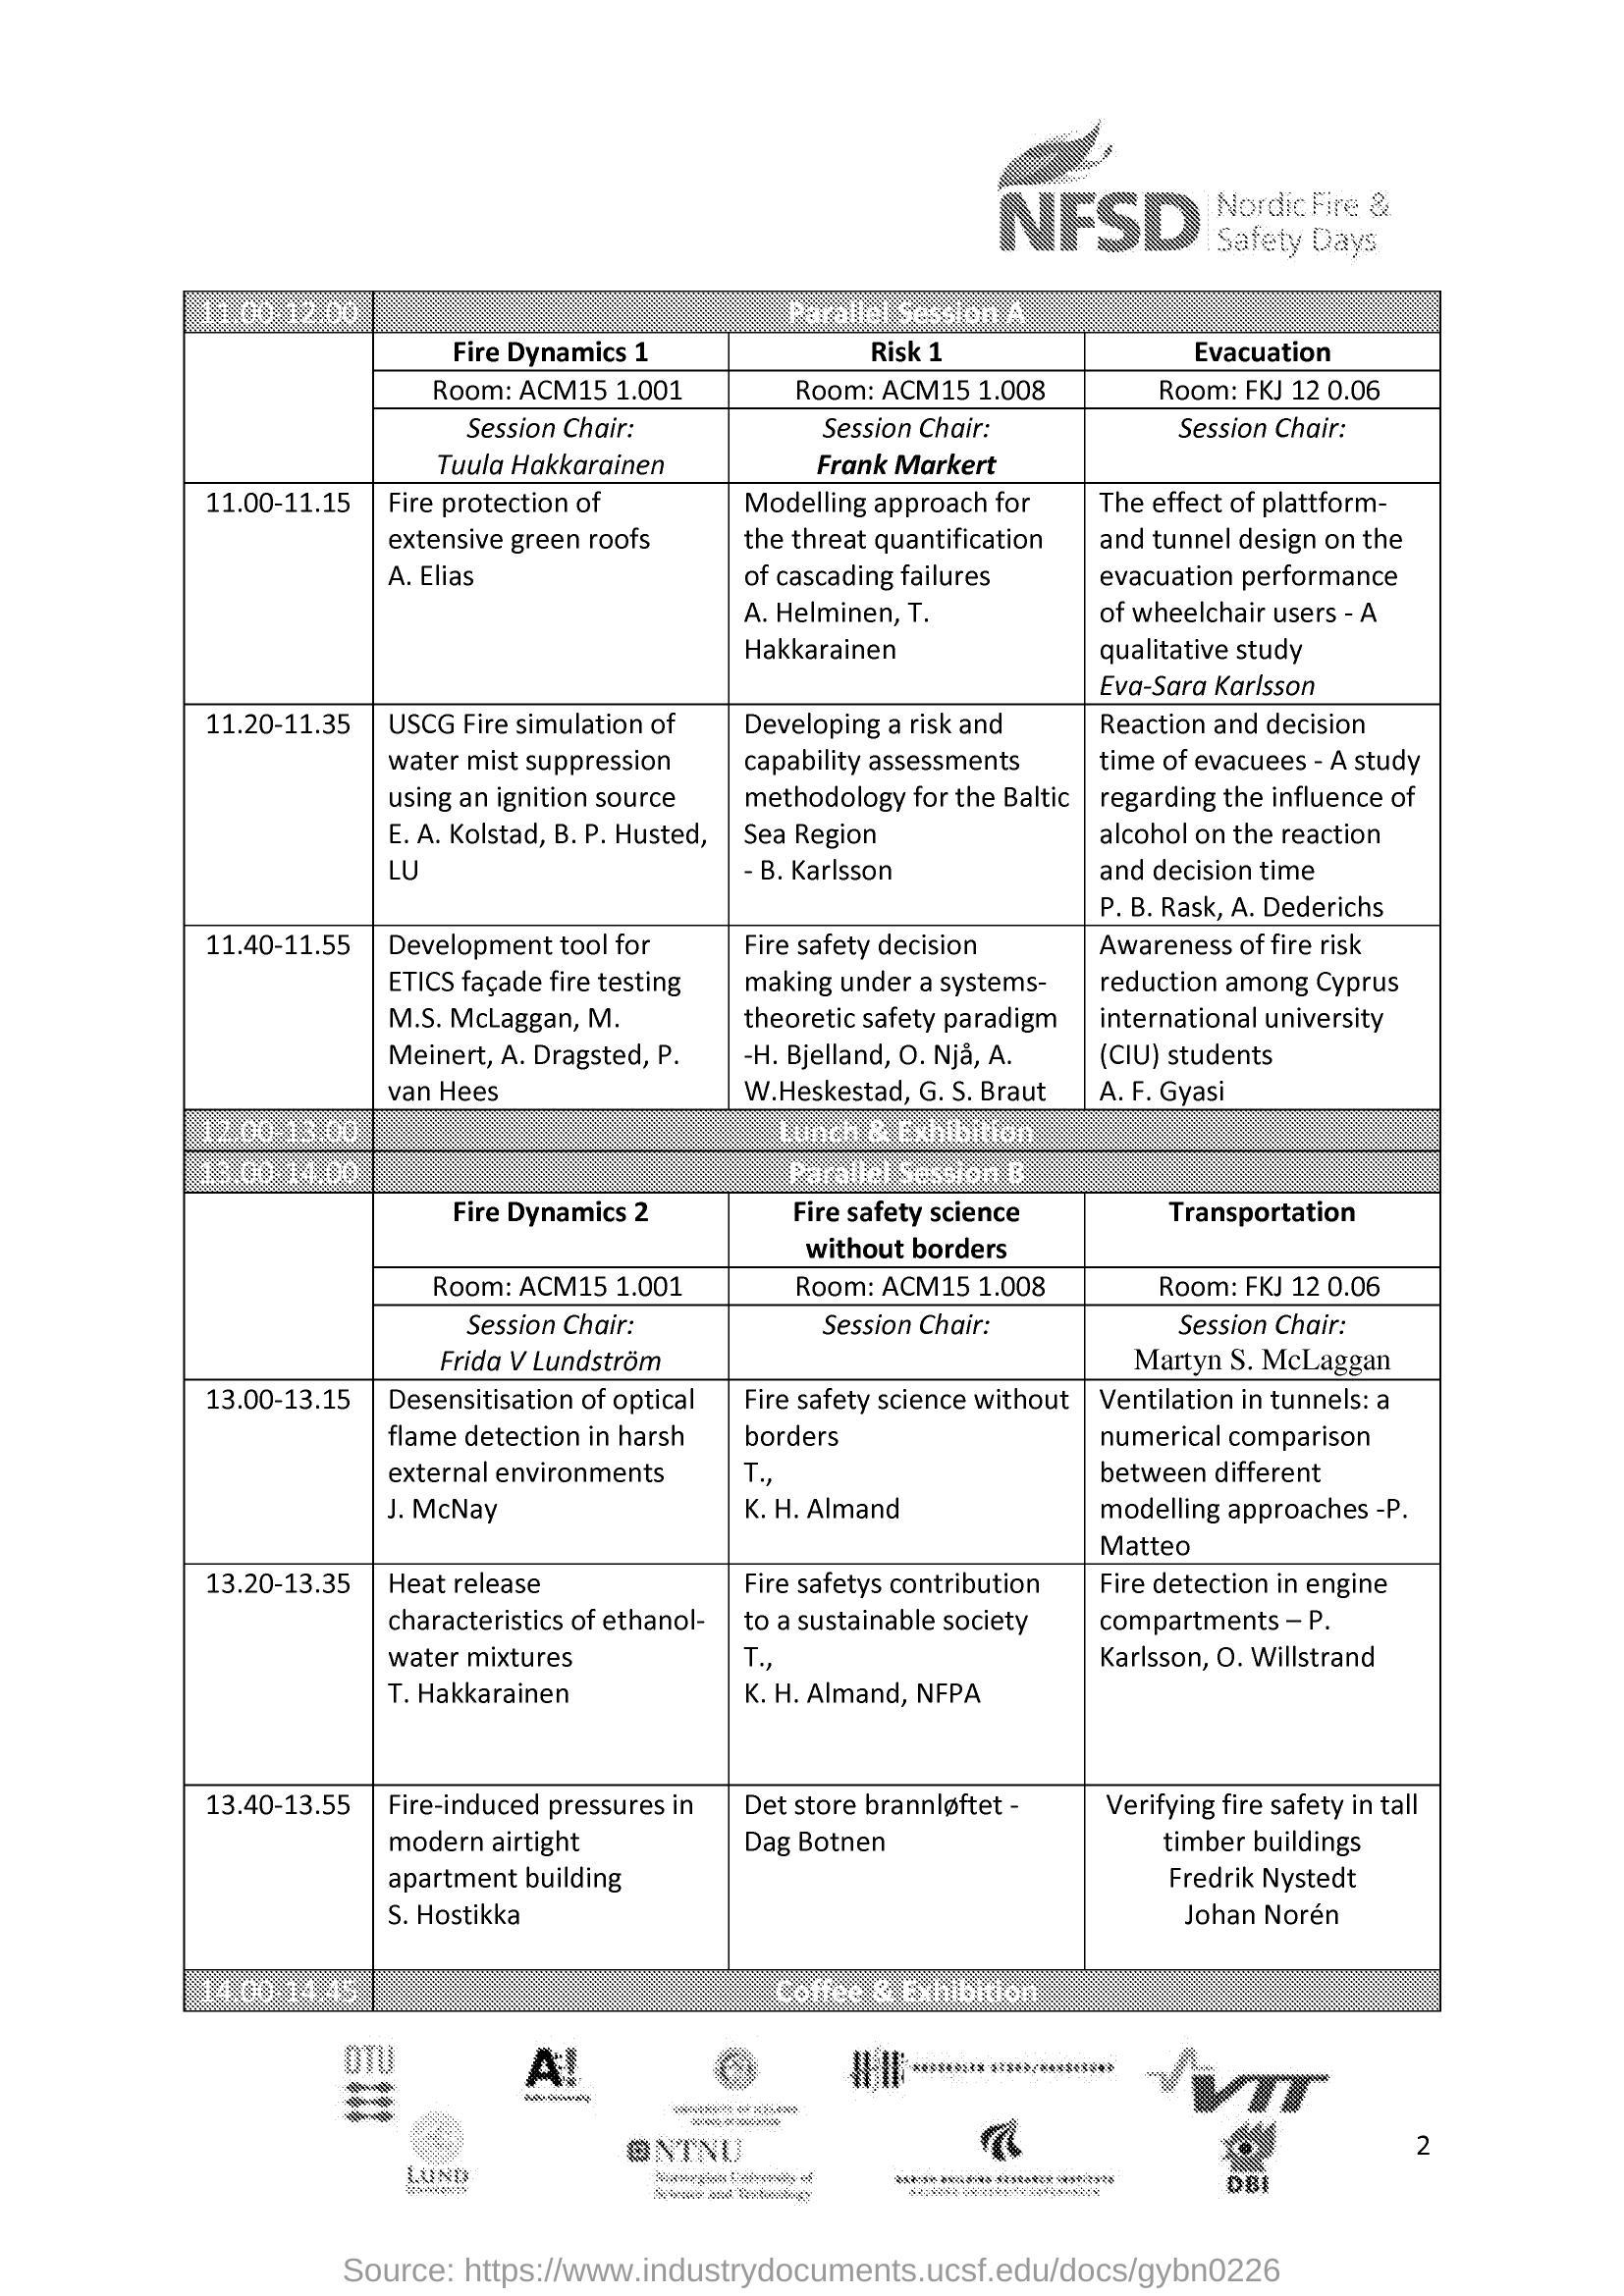 NFSD Nordic Fire &
Safety Days
11.00-12.00 Parallel Session A
Fire Dynamics 1 Risk 1 Evacuation
Room: ACM15 1.001 Room: ACM15 1.008 Room: FKJ 12 0.06
Session Chair: Session Chair: Session Chair:
Tuula Hakkarainen Frank Markert
11.00-11.15
Fire protection of
extensive green roofs
A. Elias
Modelling approach for
the threat quantification
of cascading failures
A. Helminen, T.
Hakkarainen
The effect of plattform-
and tunnel design on the
evacuation performance
of wheelchair users - A
qualitative study
Eva-Sara Karlsson
11.20-11.35
USCG Fire simulation of
water mist suppression
using an ignition source
E. A. Kolstad, B. P. Husted,
LU
Developing a risk and
capability assessments
methodology for the Baltic
Sea Region
- B. Karlsson
Reaction and decision
time of evacuees - A study
regarding the influence of
alcohol on the reaction
and decision time
P. B. Rask, A. Dederichs
11.40-11.55
Development tool for
ETICS façade fire testing
M.S. McLaggan, M.
Meinert, A. Dragsted, P.
van Hees
Fire safety decision
making under a systems-
theoretic safety paradigm
-H. Bjelland, O. Njå, A.
W.Heskestad, G. S. Braut
Awareness of fire risk
reduction among Cyprus
international university
(CIU) students
A. F. Gyasi
12.00-13.00 Lunch & Exhibition
13.00-14.00 Parallel Session B
Fire Dynamics 2
Fire safety science
without borders
Transportation
Room: ACM15 1.001 Room: ACM15 1.008 Room: FKJ 12 0.06
Session Chair: Session Chair: Session Chair:
Frida V Lundström Martyn S. McLaggan
13.00-13.15
Desensitisation of optical
flame detection in harsh
external environments
J. McNay
Fire safety science without
borders
T.,
K. H. Almand
Ventilation in tunnels: a
numerical comparison
between different
modelling approaches -P.
Matteo
13.20-13.35
Heat release
characteristics of ethanol-
water mixtures
T. Hakkarainen
Fire safetys contribution
to a sustainable society
T.,
K. H. Almand, NFPA
Fire detection in engine
compartments – P.
Karlsson, O. Willstrand
13.40-13.55
Fire-induced pressures in
modern airtight
apartment building
S. Hostikka
Det store brannløftet -
Dag Botnen
Verifying fire safety in tall
timber buildings
Fredrik Nystedt
Johan Norén
14.00-14.45 Coffee & Exhibition
DTU
A!
VTT
LUND
NTNU
Norwegian University of
Science and Technology
DBI
2
Source: https://www.industrydocuments.ucsf.edu/docs/gybn0226